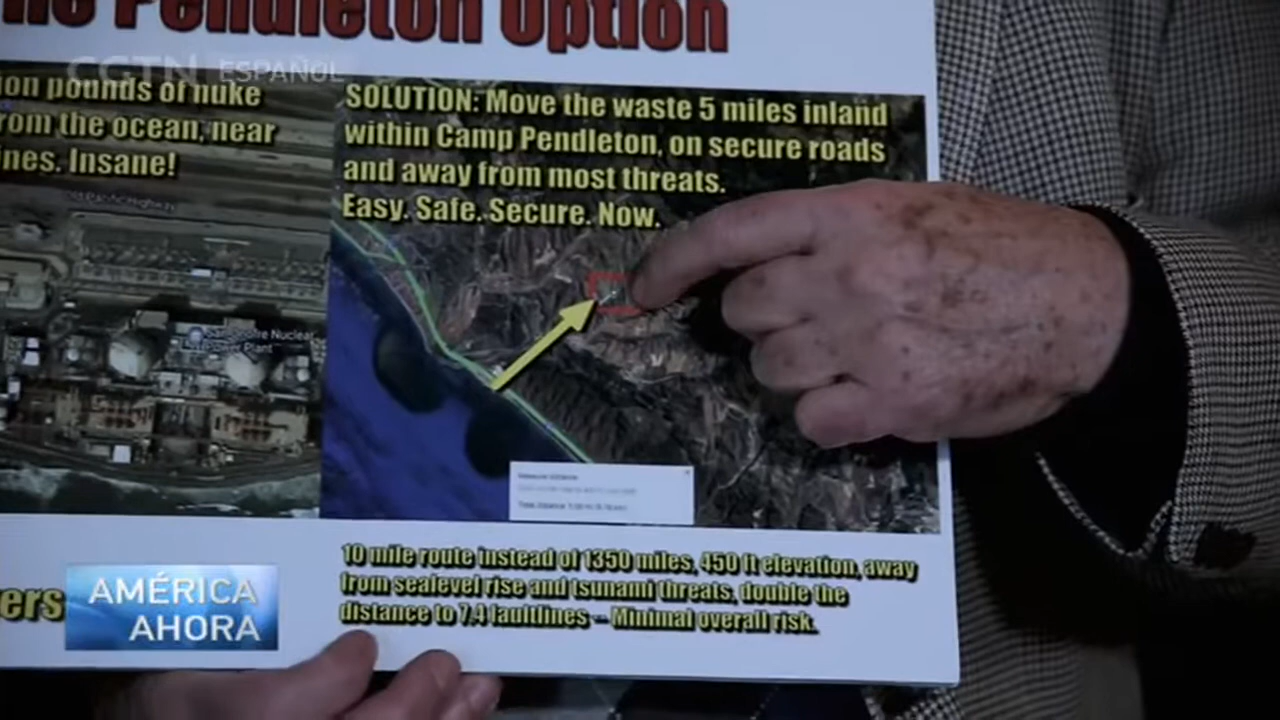 he Pendleton Option
CGTN ESPAÑOL
ion pounds of nuke
rom the ocean, near
ines. Insane!
SOLUTION: Move the waste 5 miles inland
within Camp Pendleton, on secure roads
and away from most threats.
Easy. Safe. Secure. Now.
Nuclear
Plant
10 mile route instead of 1350 miles, 450 ft elevation, away
from sealevel rise and tsunami threats, double the
distance to 7.4 faultlines -- Minimal overall risk.
ers
AMÉRICA
AHORA